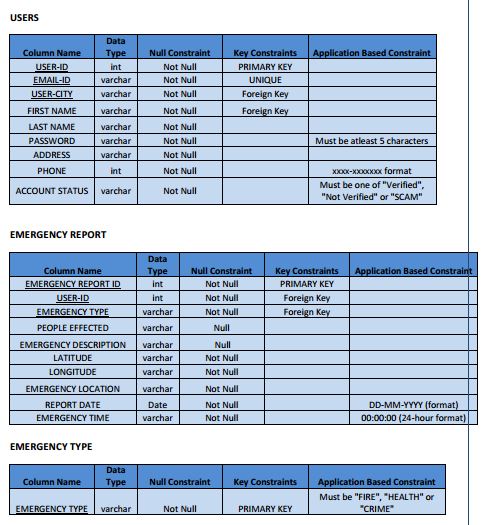 USERS
Column Name Data Type Null Constraint Key Constraints Application Based Constraint
USER-ID int Not Null PRIMARY KEY
EMAIL-ID varchar Not Null UNIQUE
USER-CITY varchar Not Null Foreign Key
FIRST NAME varchar Not Null Foreign Key
LAST NAME varchar Not Null
PASSWORD varchar Not Null Must be atleast 5 characters
ADDRESS varchar Not Null
PHONE int Not Null xxxx-xxxxxxx format
ACCOUNT STATUS varchar Not Null Must be one of "Verified", "Not Verified" or "SCAM"
EMERGENCY REPORT
Column Name Data Type Null Constraint Key Constraints Application Based Constraint
EMERGENCY REPORT ID int Not Null PRIMARY KEY
USER-ID int Not Null Foreign Key
EMERGENCY TYPE varchar Not Null Foreign Key
PEOPLE EFFECTED varchar Null
EMERGENCY DESCRIPTION varchar Null
LATITUDE varchar Not Null
LONGITUDE varchar Not Null
EMERGENCY LOCATION varchar Not Null
REPORT DATE Date Not Null DD-MM-YYYY (format)
EMERGENCY TIME varchar Not Null 00:00:00 (24-hour format)
EMERGENCY TYPE
Column Name Data Type Null Constraint Key Constraints Application Based Constraint
EMERGENCY TYPE varchar Not Null PRIMARY KEY Must be "FIRE", "HEALTH" or "CRIME"